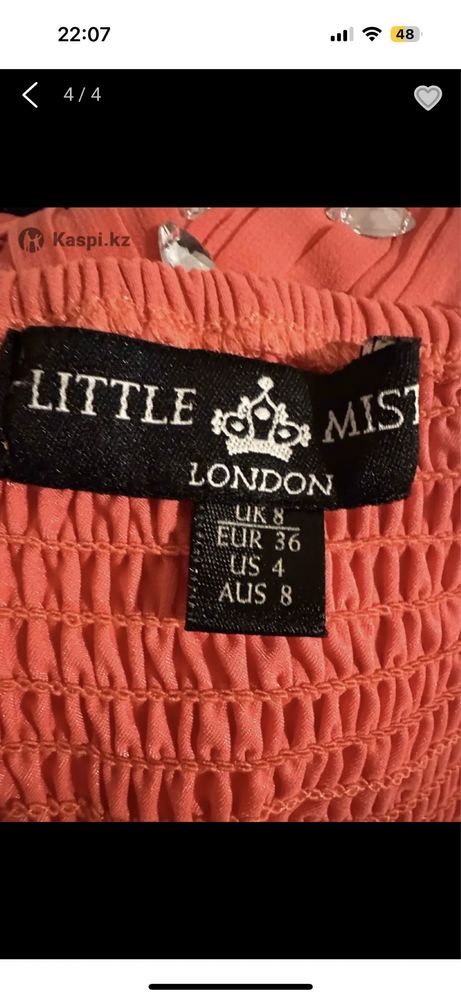 22:07
48
4 / 4
Kaspi.kz
LITTLE MIST
LONDON
UK 8
EUR 36
US 4
AUS 8